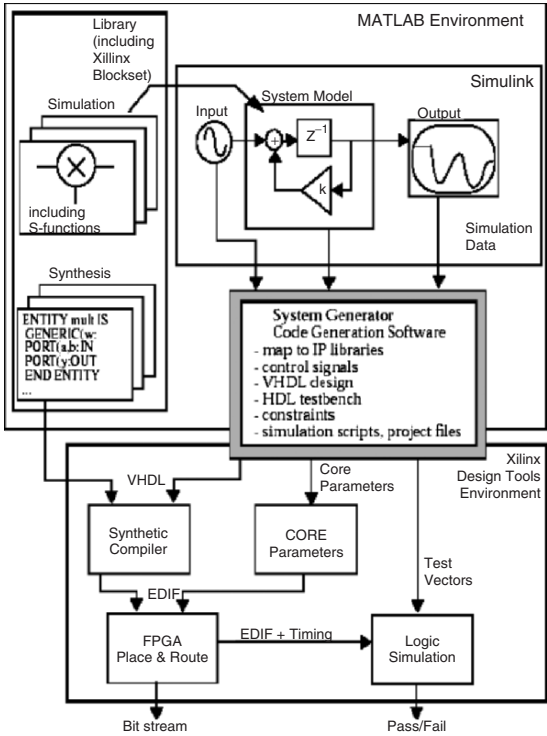 MATLAB Environment
Library
(including
Xillinx
Blockset)
Simulink
Simulation
including
S-functions
Input
System Model
Output
Z-1
k
Simulation
Data
Synthesis
ENTITY mult IS
GENERIC(w:
PORT(a,b:IN
PORT(y:OUT
END ENTITY
...
System Generator
Code Generation Software
- map to IP libraries
- control signals
- VHDL design
- HDL testbench
- constraints
- simulation scripts, project files
Xilinx
Design Tools
Environment
VHDL
Core
Parameters
Synthetic
Compiler
CORE
Parameters
Test
Vectors
EDIF
FPGA
Place & Route
EDIF + Timing
Logic
Simulation
Bit stream
Pass/Fail